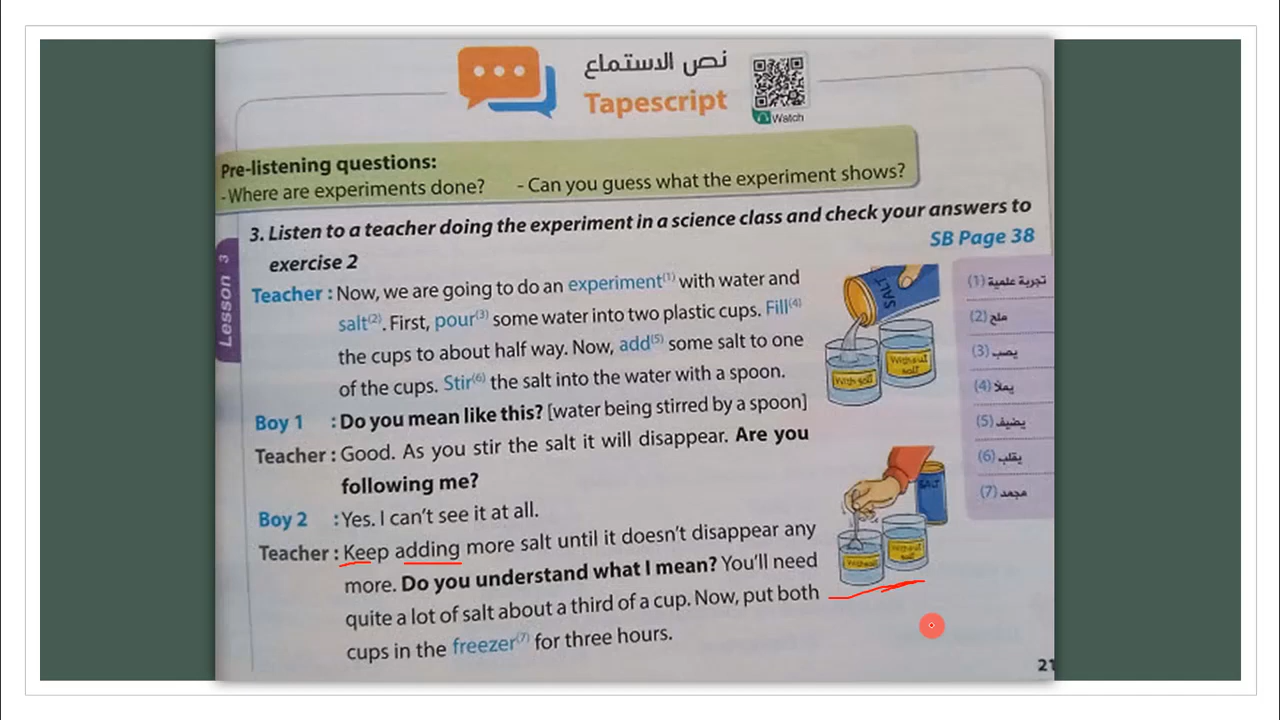 نص الاستماع
Tapescript
Watch
Pre-listening questions:
- Where are experiments done? - Can you guess what the experiment shows?
3. Listen to a teacher doing the experiment in a science class and check your answers to
exercise 2
SB Page 38
Lesson 3
Teacher : Now, we are going to do an experiment(1) with water and
salt(2). First, pour(3) some water into two plastic cups. Fill(4)
the cups to about half way. Now, add(5) some salt to one
of the cups. Stir(6) the salt into the water with a spoon.
Boy 1 : Do you mean like this? [water being stirred by a spoon]
Teacher : Good. As you stir the salt it will disappear. Are you
following me?
Boy 2 : Yes. I can't see it at all.
Teacher : Keep adding more salt until it doesn't disappear any
more. Do you understand what I mean? You'll need
quite a lot of salt about a third of a cup. Now, put both
cups in the freezer(7) for three hours.
SALT
With salt
Without salt
SALT
With salt
Without salt
(1) تجربة علمية
(2) ملح
(3) يصب
(4) يملأ
(5) يضيف
(6) يقلب
(7) مجمد
21